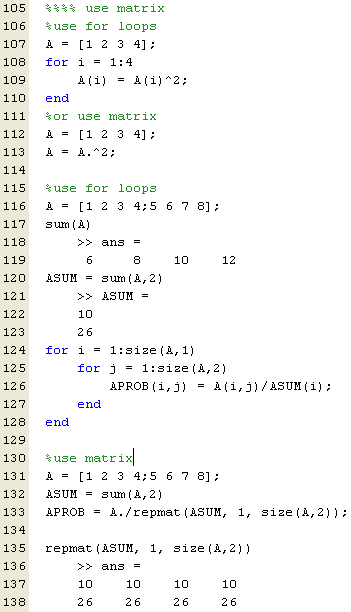 105 %%%% use matrix
106 %use for loops
107 A = [1 2 3 4];
108 for i = 1:4
109     A(i) = A(i)^2;
110 end
111 %or use matrix
112 A = [1 2 3 4];
113 A = A.^2;
114
115 %use for loops
116 A = [1 2 3 4;5 6 7 8];
117 sum(A)
118     >> ans =
119      6     8    10    12
120 ASUM = sum(A,2)
121     >> ASUM =
122     10
123     26
124 for i = 1:size(A,1)
125     for j = 1:size(A,2)
126         APROB(i,j) = A(i,j)/ASUM(i);
127     end
128 end
129
130 %use matrix
131 A = [1 2 3 4;5 6 7 8];
132 ASUM = sum(A,2)
133 APROB = A./repmat(ASUM, 1, size(A,2));
134
135 repmat(ASUM, 1, size(A,2))
136     >> ans =
137     10    10    10    10
138     26    26    26    26